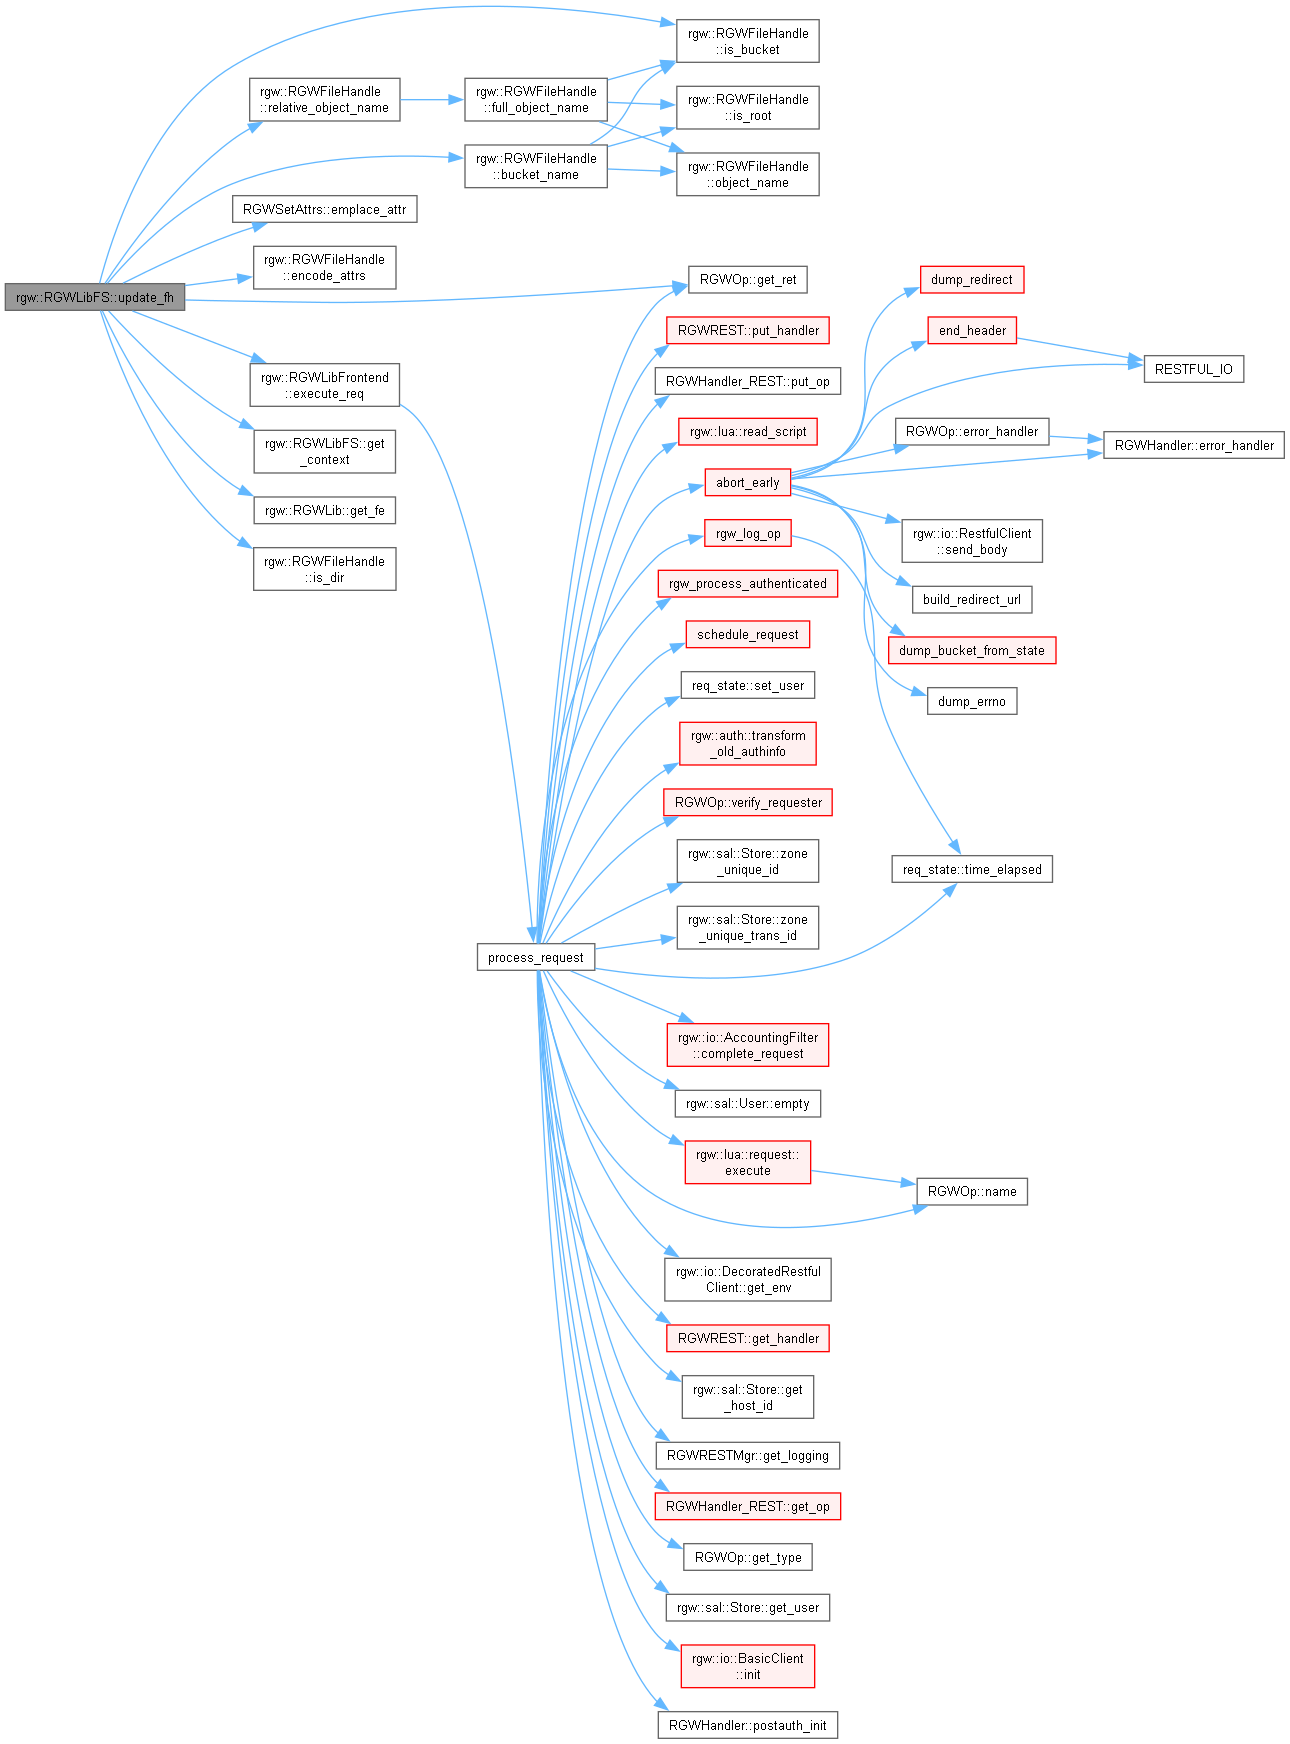 rgw::RGWLibFS::update_fh
rgw::RGWFileHandle
::is_bucket
rgw::RGWFileHandle
::relative_object_name
rgw::RGWFileHandle
::full_object_name
rgw::RGWFileHandle
::is_root
rgw::RGWFileHandle
::bucket_name
rgw::RGWFileHandle
::object_name
RGWSetAttrs::emplace_attr
rgw::RGWFileHandle
::encode_attrs
RGWOp::get_ret
rgw::RGWLibFrontend
::execute_req
rgw::RGWLibFS::get
_context
rgw::RGWLib::get_fe
rgw::RGWFileHandle
::is_dir
process_request
RGWREST::put_handler
RGWHandler_REST::put_op
rgw::lua::read_script
abort_early
rgw_log_op
rgw_process_authenticated
schedule_request
req_state::set_user
rgw::auth::transform
_old_authinfo
RGWOp::verify_requester
rgw::sal::Store::zone
_unique_id
rgw::sal::Store::zone
_unique_trans_id
rgw::io::AccountingFilter
::complete_request
rgw::sal::User::empty
rgw::lua::request::
execute
rgw::io::DecoratedRestful
Client::get_env
RGWREST::get_handler
rgw::sal::Store::get
_host_id
RGWRESTMgr::get_logging
RGWHandler_REST::get_op
RGWOp::get_type
rgw::sal::Store::get_user
rgw::io::BasicClient
::init
RGWHandler::postauth_init
dump_redirect
end_header
RESTFUL_IO
RGWOp::error_handler
RGWHandler::error_handler
rgw::io::RestfulClient
::send_body
build_redirect_url
dump_bucket_from_state
dump_errno
req_state::time_elapsed
RGWOp::name